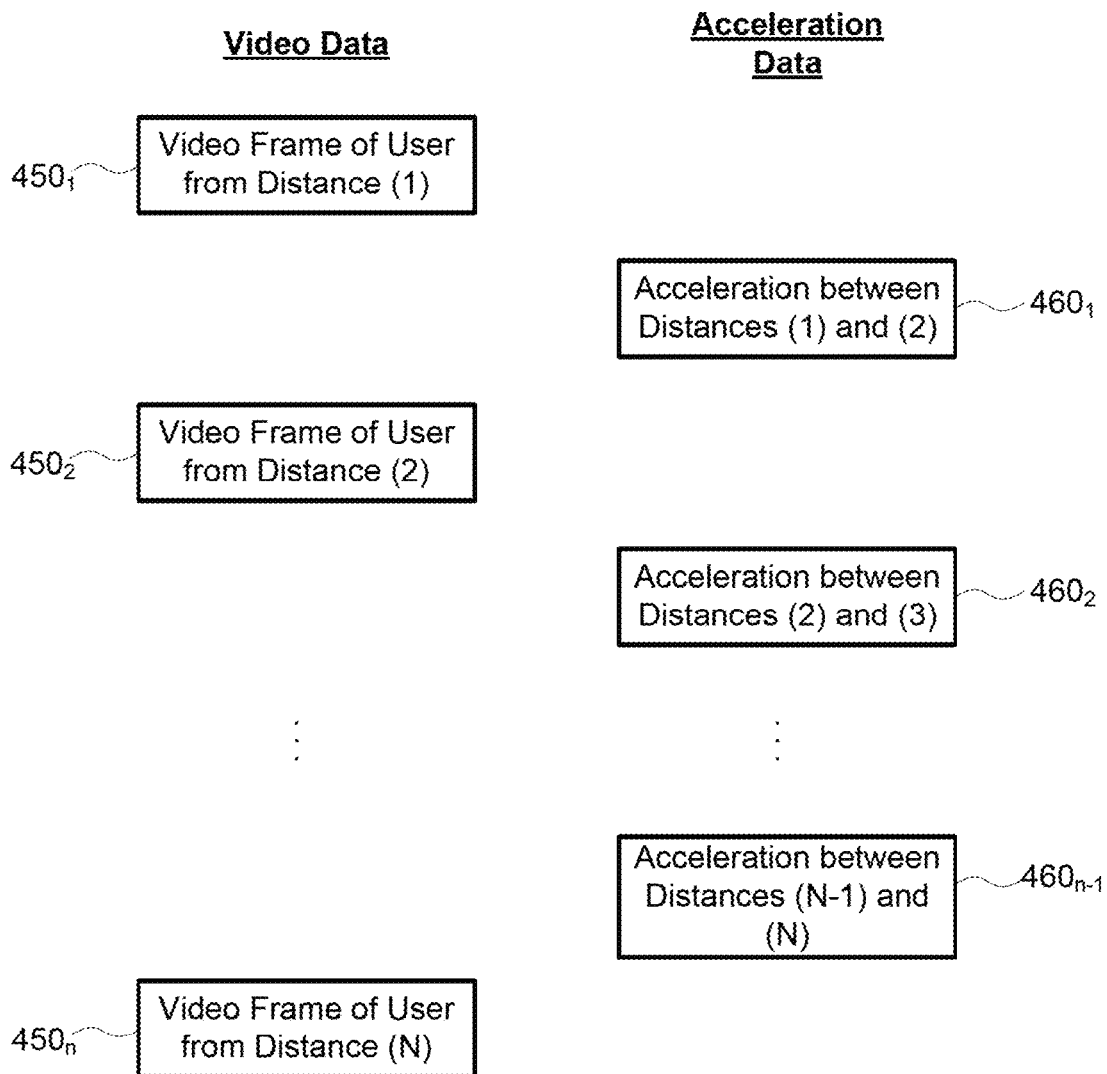 Video Data
Acceleration
Data
Video Frame of User
from Distance (1)
450₁
Acceleration between
Distances (1) and (2)
460₁
Video Frame of User
from Distance (2)
450₂
Acceleration between
Distances (2) and (3)
460₂
Acceleration between
Distances (N-1) and
(N)
460ₙ₋₁
Video Frame of User
from Distance (N)
450ₙ